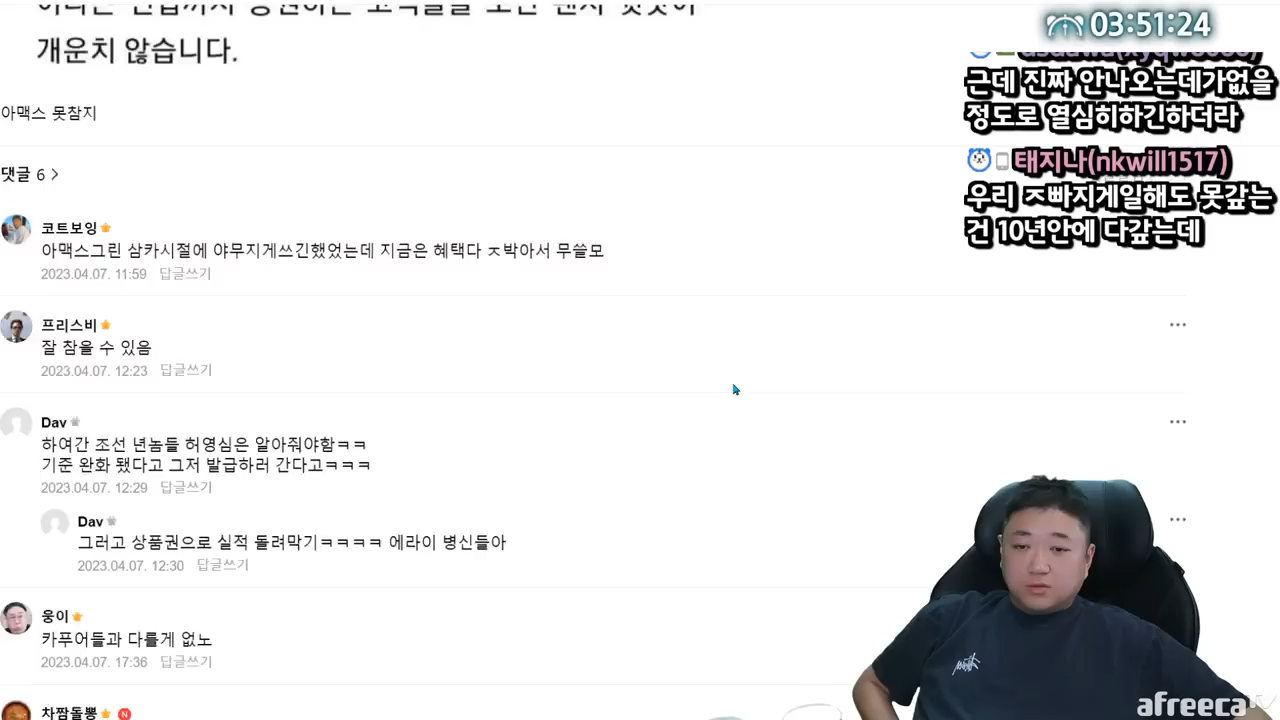 개운치 않습니다.
아맥스 못참지
댓글 6 >
코트보잉
아맥스그린 삼카시절에 야무지게쓰긴했었는데 지금은 혜택다 ㅈ박아서 무쓸모
2023.04.07. 11:59 답글쓰기
프리스비
잘 참을 수 있음
2023.04.07. 12:23 답글쓰기
Dav
하여간 조선 년놈들 허영심은 알아줘야함ㅋㅋ
기준 완화 됐다고 그저 발급하러 간다고ㅋㅋㅋ
2023.04.07. 12:29 답글쓰기
Dav
그러고 상품권으로 실적 돌려막기ㅋㅋㅋㅋ 에라이 병신들아
2023.04.07. 12:30 답글쓰기
웅이
카푸어들과 다를게 없노
2023.04.07. 17:36 답글쓰기
차짬돌뽕 N
03:51:24
근데 진짜 안나오는데가없을
정도로 열심히하긴하더라
태지나(nkwill1517)
우리 ㅈ빠지게일해도 못갚는
건 10년안에 다갚는데
afreecaTV